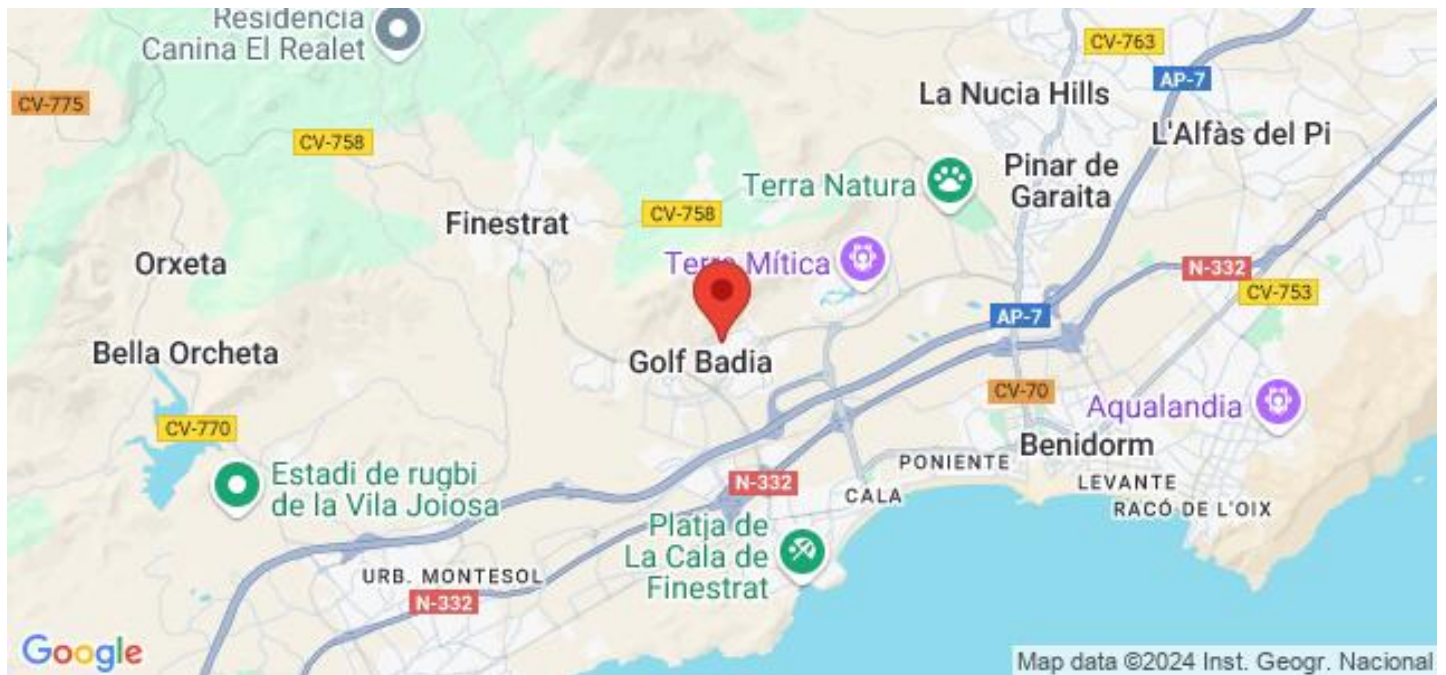 Residencia
Canina El Realet
CV-763
AP-7
CV-775
La Nucia Hills
CV-758
L'Alfàs del Pi
Pinar de
Garaita
Terra Natura
Finestrat
CV-758
Orxeta
Terra Mítica
N-332
CV-753
AP-7
Bella Orcheta
Golf Badia
CV-70
Aqualandia
CV-770
Benidorm
PONIENTE
Estadi de rugbi
de la Vila Joiosa
N-332
CALA
LEVANTE
RACÓ DE L'OIX
Platja de
La Cala de
Finestrat
URB. MONTESOL
N-332
Google
Map data ©2024 Inst. Geogr. Nacional